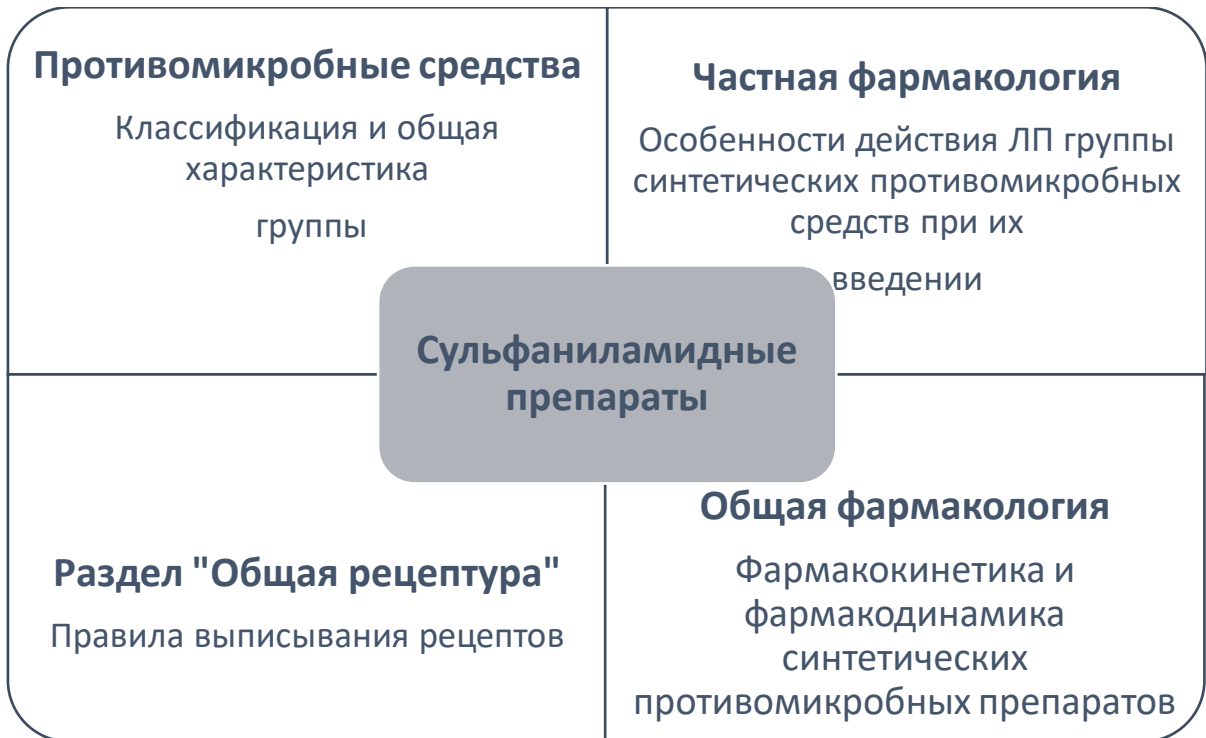 Противомикробные средства
Классификация и общая
характеристика
группы
Частная фармакология
Особенности действия ЛП группы
синтетических противомикробных
средств при их
введении
Сульфаниламидные
препараты
Раздел "Общая рецептура"
Правила выписывания рецептов
Общая фармакология
Фармакокинетика и
фармакодинамика
синтетических
противомикробных препаратов